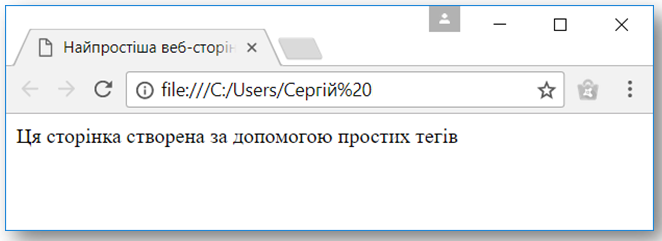 Найпростіша веб-сторін
file:///C:/Users/Сергій%20
Ця сторінка створена за допомогою простих тегів